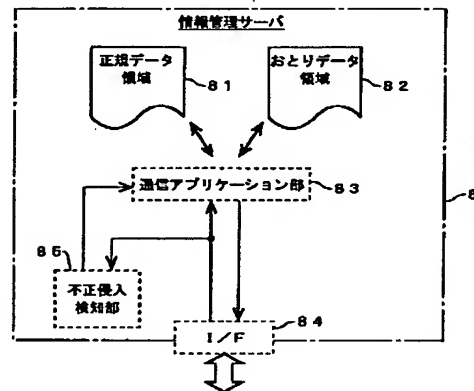 情報管理サーバ
正規データ
領域
81
おとりデータ
領域
82
通信アプリケーション部
83
8
85
不正侵入
検知部
I/F
84